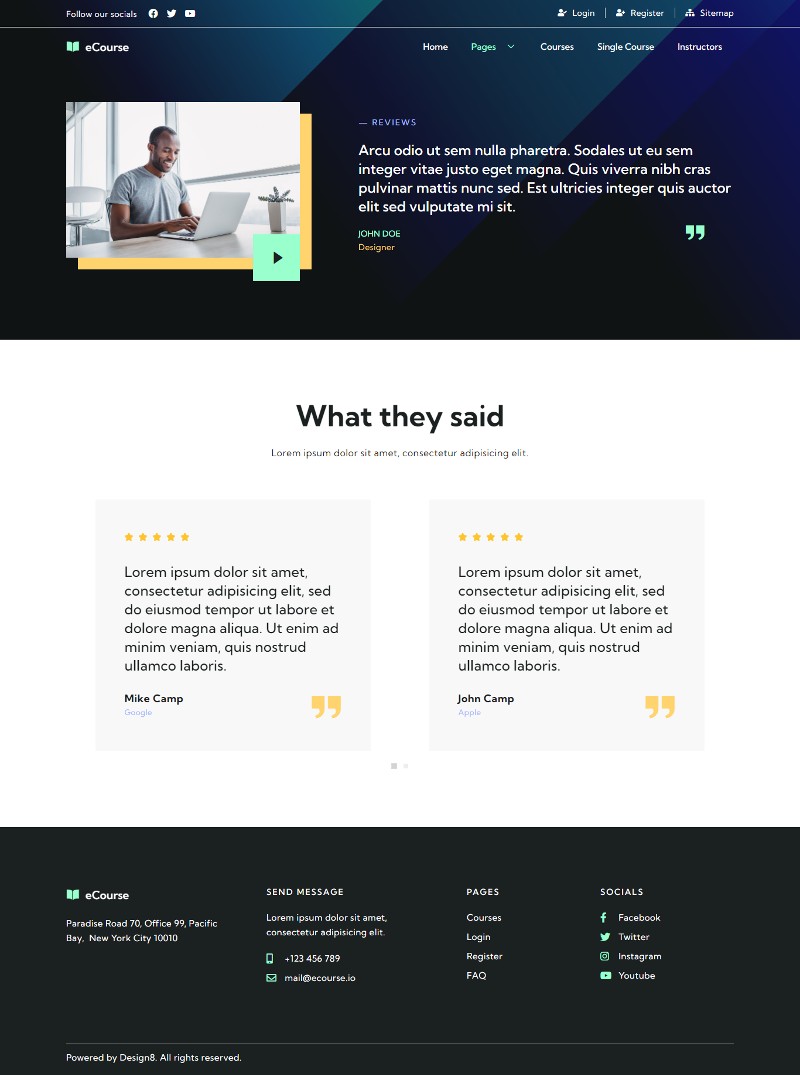 Follow our socials
Login
Register
Sitemap
eCourse
Home
Pages
Courses
Single Course
Instructors
— REVIEWS
Arcu odio ut sem nulla pharetra. Sodales ut eu sem
integer vitae justo eget magna. Quis viverra nibh cras
pulvinar mattis nunc sed. Est ultricies integer quis auctor
elit sed vulputate mi sit.
JOHN DOE
Designer
What they said
Lorem ipsum dolor sit amet, consectetur adipisicing elit.
Lorem ipsum dolor sit amet,
consectetur adipisicing elit, sed
do eiusmod tempor ut labore et
dolore magna aliqua. Ut enim ad
minim veniam, quis nostrud
ullamco laboris.
Mike Camp
Google
Lorem ipsum dolor sit amet,
consectetur adipisicing elit, sed
do eiusmod tempor ut labore et
dolore magna aliqua. Ut enim ad
minim veniam, quis nostrud
ullamco laboris.
John Camp
Apple
eCourse
Paradise Road 70, Office 99, Pacific
Bay, New York City 10010
SEND MESSAGE
Lorem ipsum dolor sit amet,
consectetur adipisicing elit.
+123 456 789
mail@ecourse.io
PAGES
Courses
Login
Register
FAQ
SOCIALS
Facebook
Twitter
Instagram
Youtube
Powered by Design8. All rights reserved.